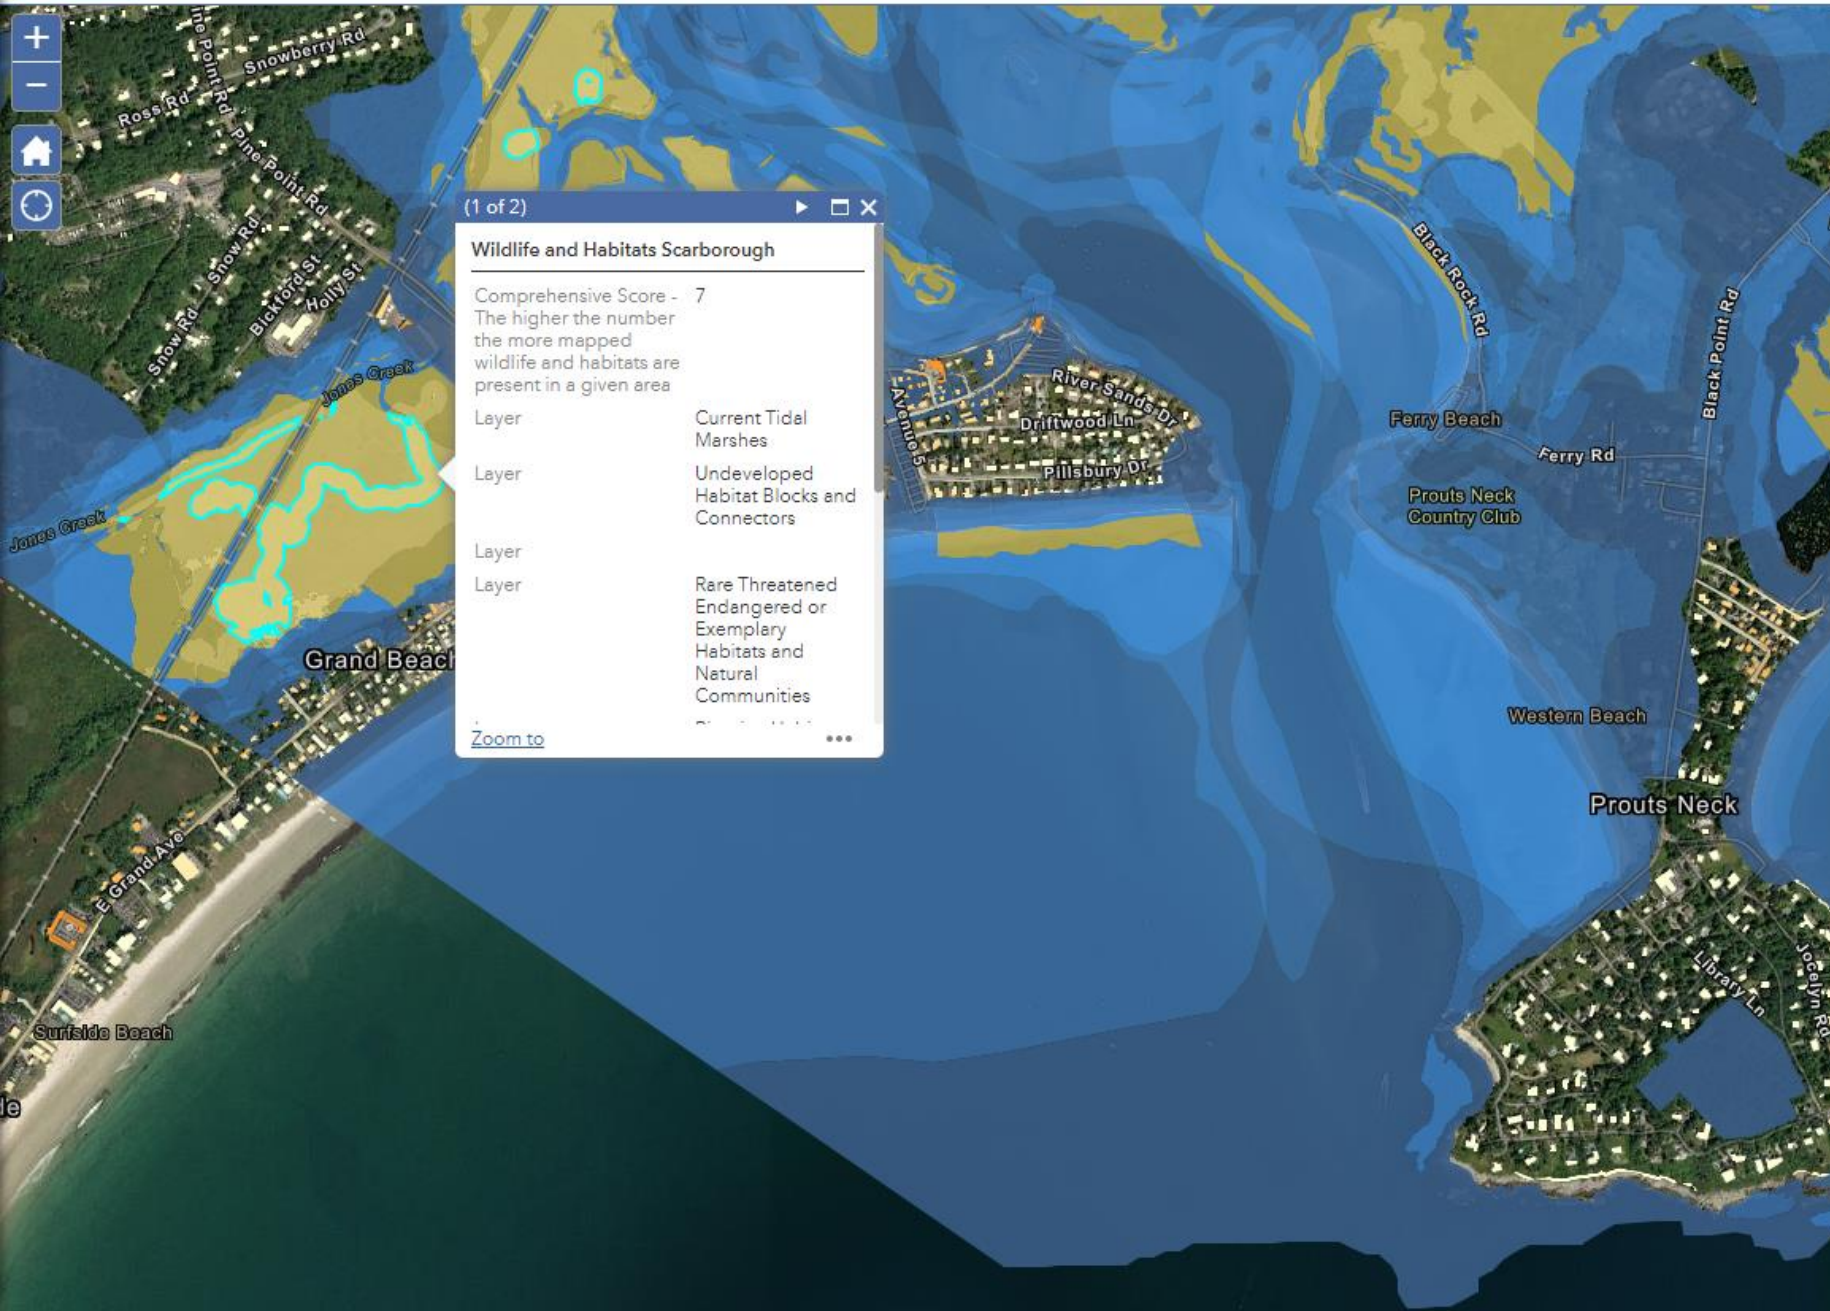 +
−
Snowberry Rd
Ross Rd
Pine Point Rd
Snow Rd
Bickford St
Holly St
Snow Rd
Jones Creek
Jones Creek
(1 of 2)
Wildlife and Habitats Scarborough
Comprehensive Score - 7
The higher the number
the more mapped
wildlife and habitats are
present in a given area
Layer Current Tidal
Marshes
Layer Undeveloped
Habitat Blocks and
Connectors
Layer
Layer Rare Threatened
Endangered or
Exemplary
Habitats and
Natural
Communities
Zoom to
•••
Black Rock Rd
Black Point Rd
Avenue 5
River Sands Dr
Driftwood Ln
Pillsbury Dr
Ferry Beach
Ferry Rd
Prouts Neck
Country Club
Grand Beach
Western Beach
Prouts Neck
E Grand Ave
Library Ln
Jocelyn Rd
Surfside Beach
de